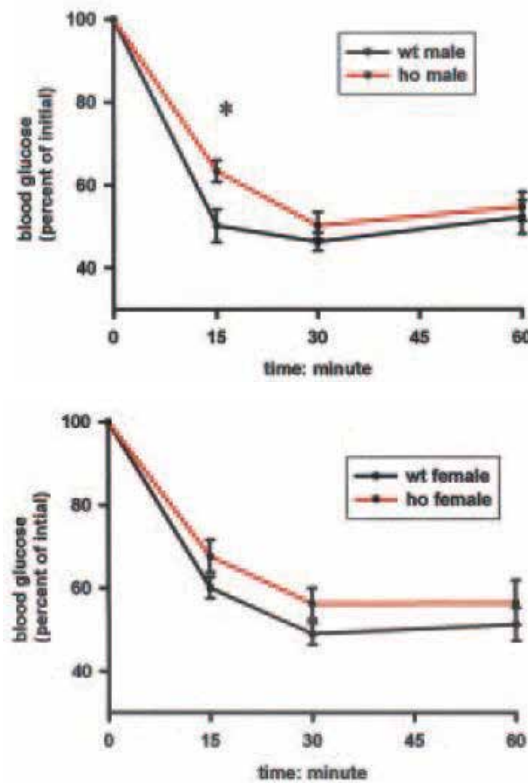 100
80
60
40
blood glucose
(percent of initial)
wt male
ho male
*
0 15 30 45 60
time: minute
100
80
60
40
blood glucose
(percent of intial)
wt female
ho female
0 15 30 45 60
time: minute